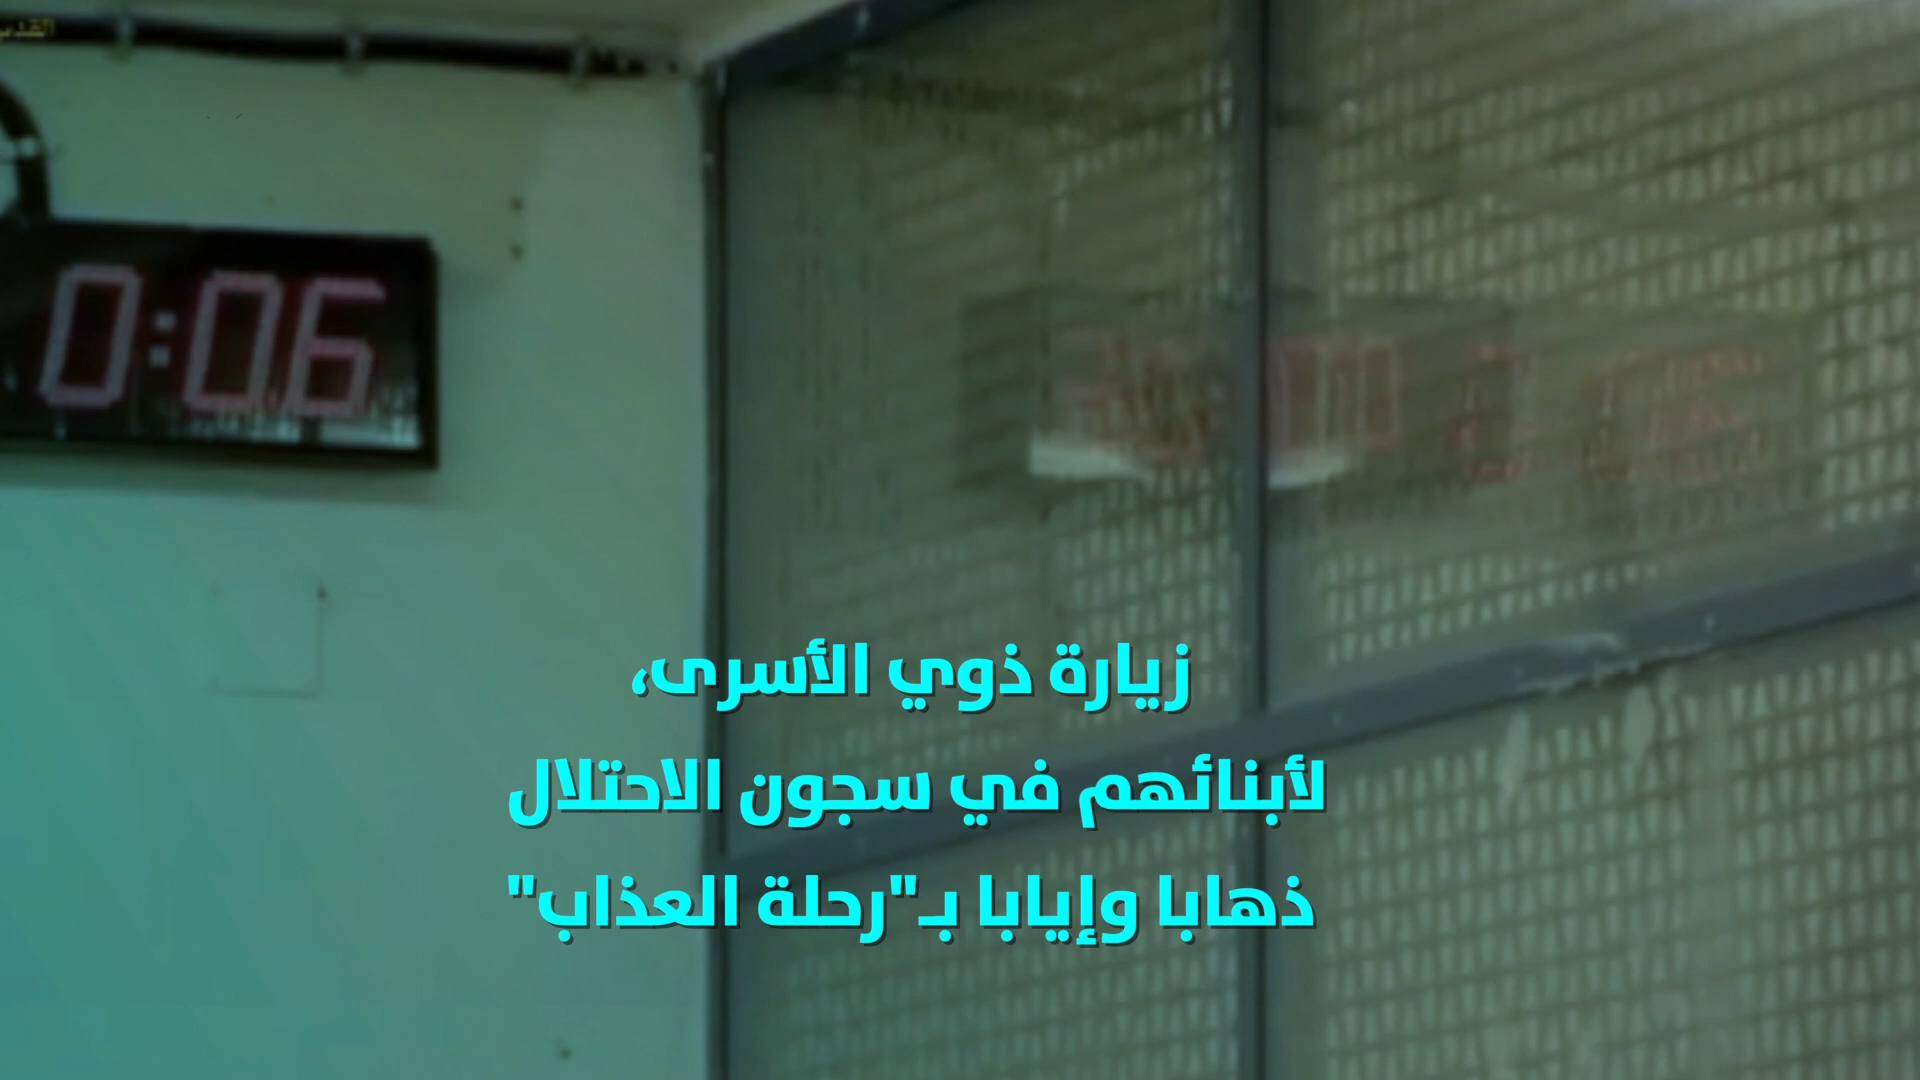 0:06
زيارة ذوي الأسرى،
لأبنائهم في سجون الاحتلال
ذهابا وإيابا بـ"رحلة العذاب"